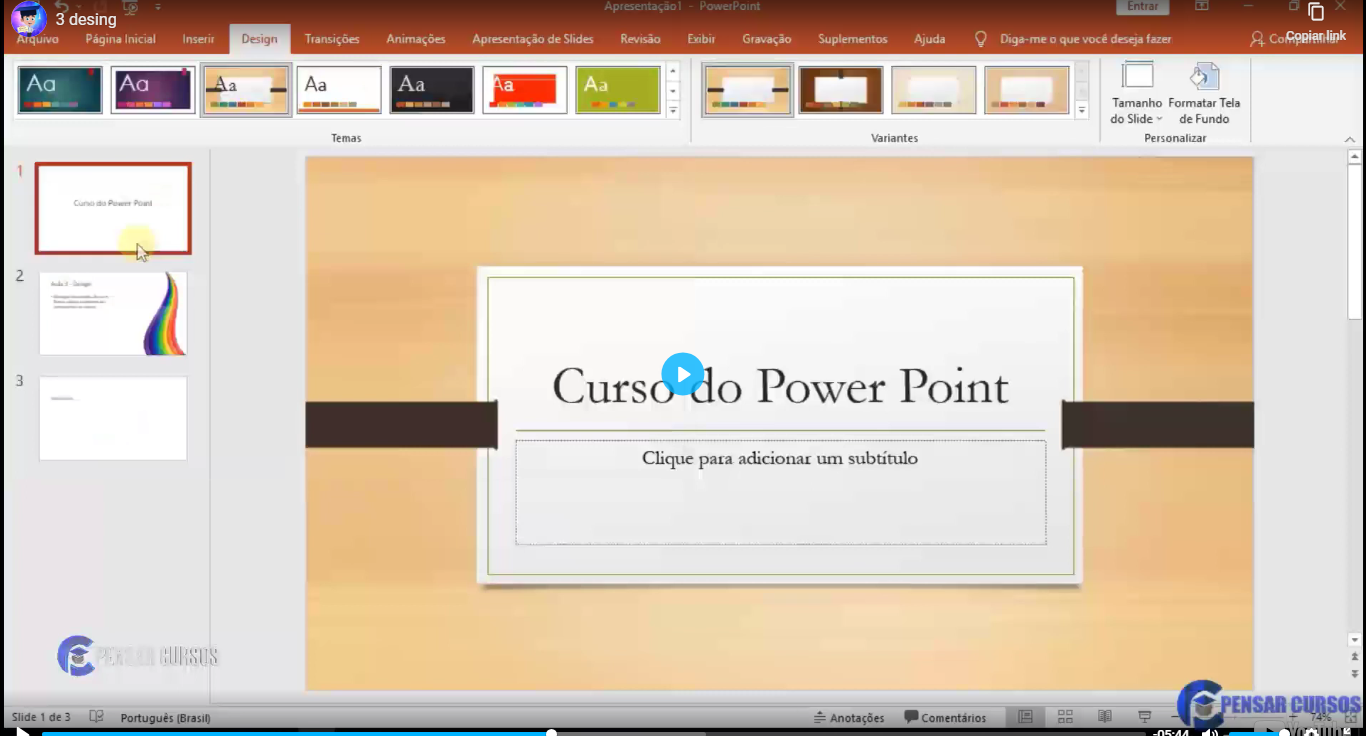 3 desing
Apresentação1 - PowerPoint
Entrar
Copiar link
Arquivo Página Inicial Inserir Design Transições Animações Apresentação de Slides Revisão Exibir Gravação Suplementos Ajuda Diga-me o que você deseja fazer
Aa Aa Aa Aa Aa Aa Aa
Tamanho do Slide
Formatar Tela de Fundo
Temas
Variantes
Personalizar
1
Curso do Power Point
2
Aula 3 - Design
3
Curso do Power Point
Clique para adicionar um subtítulo
PENSAR CURSOS
PENSAR CURSOS
Slide 1 de 3
Português (Brasil)
Anotações
Comentários
74%
-05:44